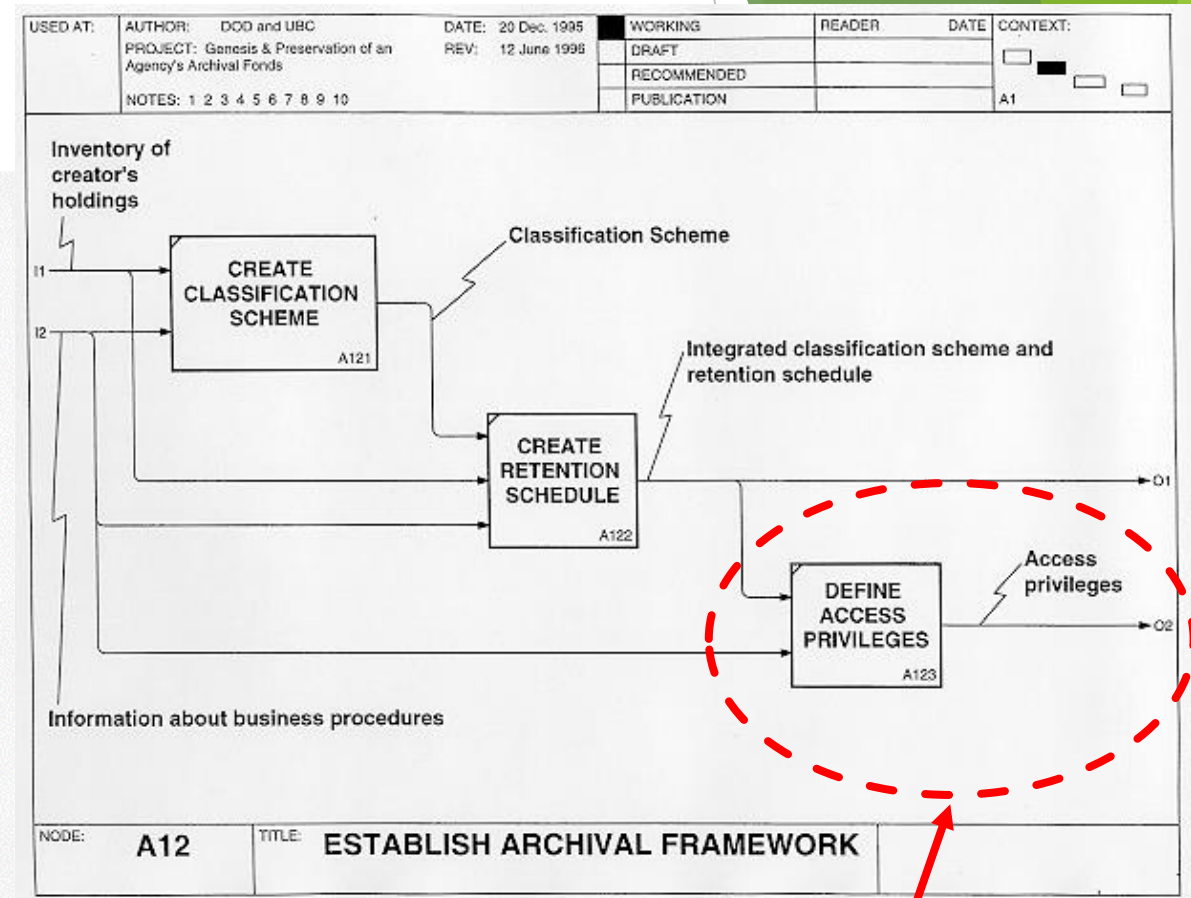 USED AT:
AUTHOR: DOD and UBC
DATE: 20 Dec. 1995
PROJECT: Genesis & Preservation of an
Agency's Archival Fonds
REV: 12 June 1996
NOTES: 1 2 3 4 5 6 7 8 9 10
WORKING
DRAFT
RECOMMENDED
PUBLICATION
READER DATE
CONTEXT:
A1
Inventory of
creator's
holdings
I1
I2
CREATE
CLASSIFICATION
SCHEME
A121
Classification Scheme
Integrated classification scheme and
retention schedule
CREATE
RETENTION
SCHEDULE
A122
O1
DEFINE
ACCESS
PRIVILEGES
A123
Access
privileges
O2
Information about business procedures
NODE: A12
TITLE: ESTABLISH ARCHIVAL FRAMEWORK